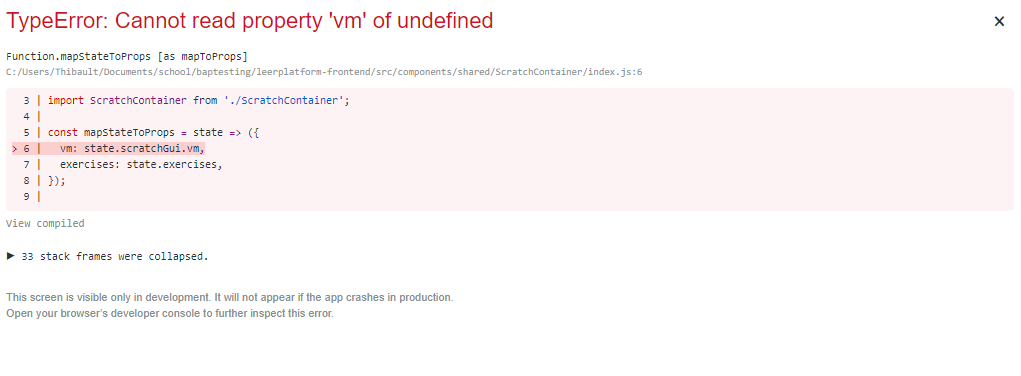 TypeError: Cannot read property 'vm' of undefined ×
Function.mapStateToProps [as mapToProps]
C:/Users/Thibault/Documents/school/baptesting/leerplatform-frontend/src/components/shared/ScratchContainer/index.js:6
3 | import ScratchContainer from './ScratchContainer';
4 |
5 | const mapStateToProps = state => ({
> 6 |   vm: state.scratchGui.vm,
7 |   exercises: state.exercises,
8 | });
9 |
View compiled
▶ 33 stack frames were collapsed.
This screen is visible only in development. It will not appear if the app crashes in production.
Open your browser's developer console to further inspect this error.